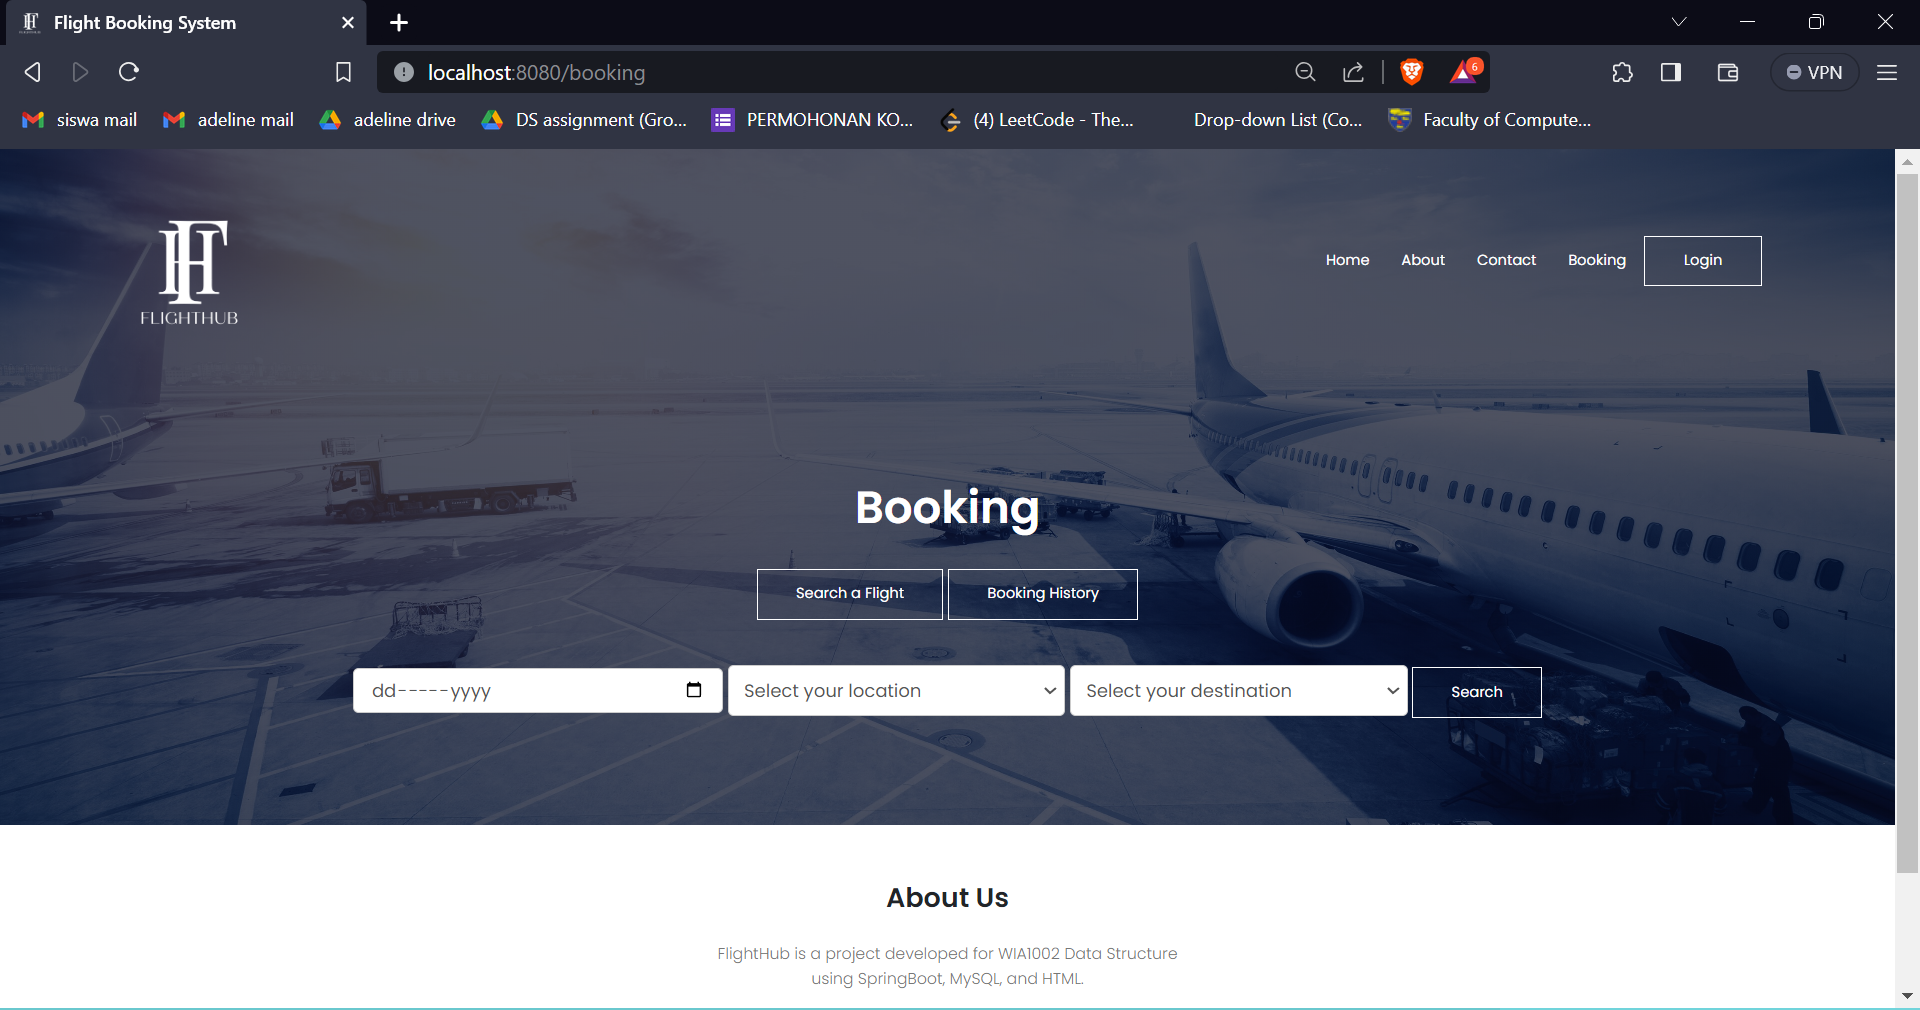 Flight Booking System
localhost:8080/booking
6
VPN
siswa mail
adeline mail
adeline drive
DS assignment (Gro...
PERMOHONAN KO...
(4) LeetCode - The...
Drop-down List (Co...
Faculty of Compute...
FH
FLIGHTHUB
Home
About
Contact
Booking
Login
Booking
Search a Flight
Booking History
dd-----yyyy
Select your location
Select your destination
Search
About Us
FlightHub is a project developed for WIA1002 Data Structure
using SpringBoot, MySQL, and HTML.